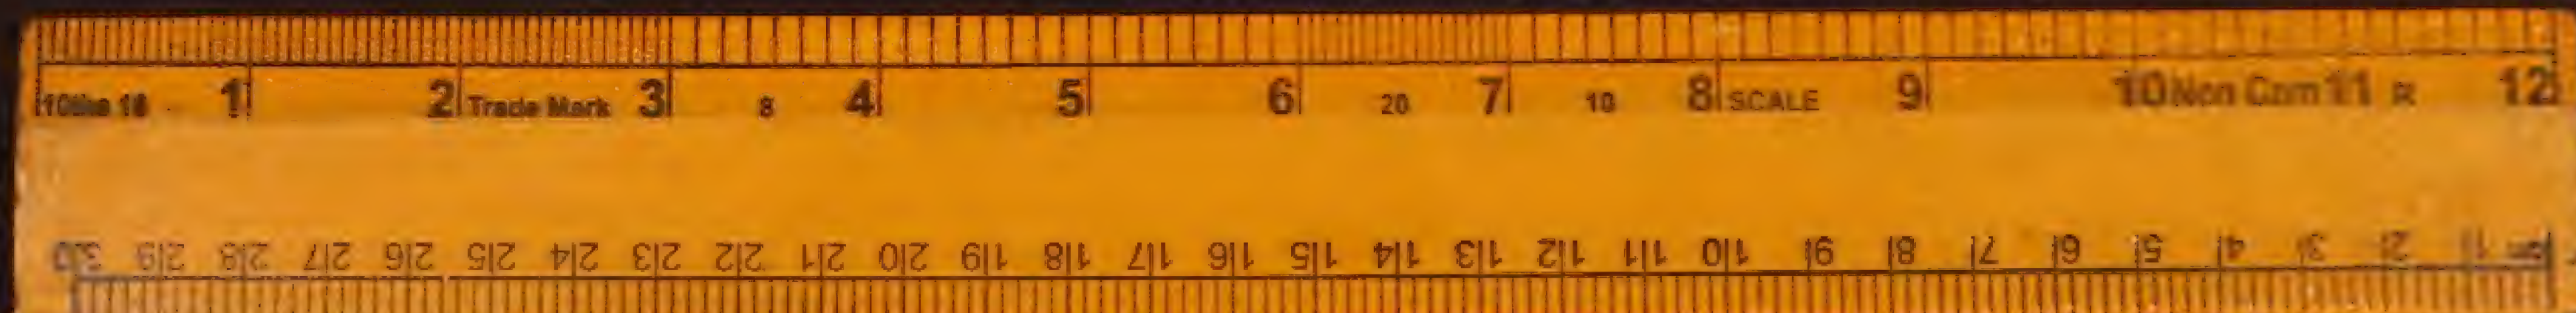 10ths 16 1 2 Trade Mark 3 8 4 5 6 20 7 10 8 SCALE 9 10 Non Com 11 R 12
1 2 3 4 5 6 7 8 9 10 11 12 13 14 15 16 17 18 19 20 21 22 23 24 25 26 27 28 29 30